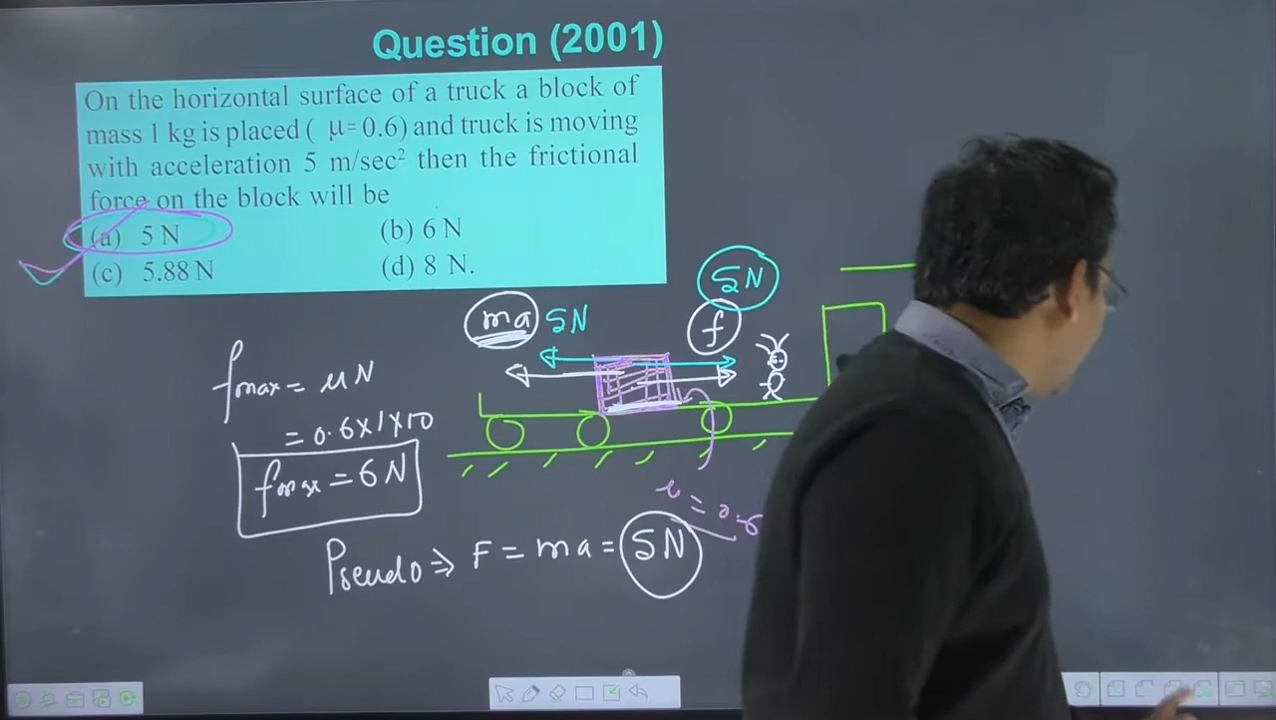 Question (2001)
On the horizontal surface of a truck a block of
mass 1 kg is placed ( μ=0.6) and truck is moving
with acceleration 5 m/sec² then the frictional
force on the block will be
(a) 5 N (b) 6 N
(c) 5.88 N (d) 8 N.
5N
ma 5N f
fmax = μN
= 0.6×1×10
fmax = 6N
= 0.6
Pseudo ⇒ F = ma = 5N